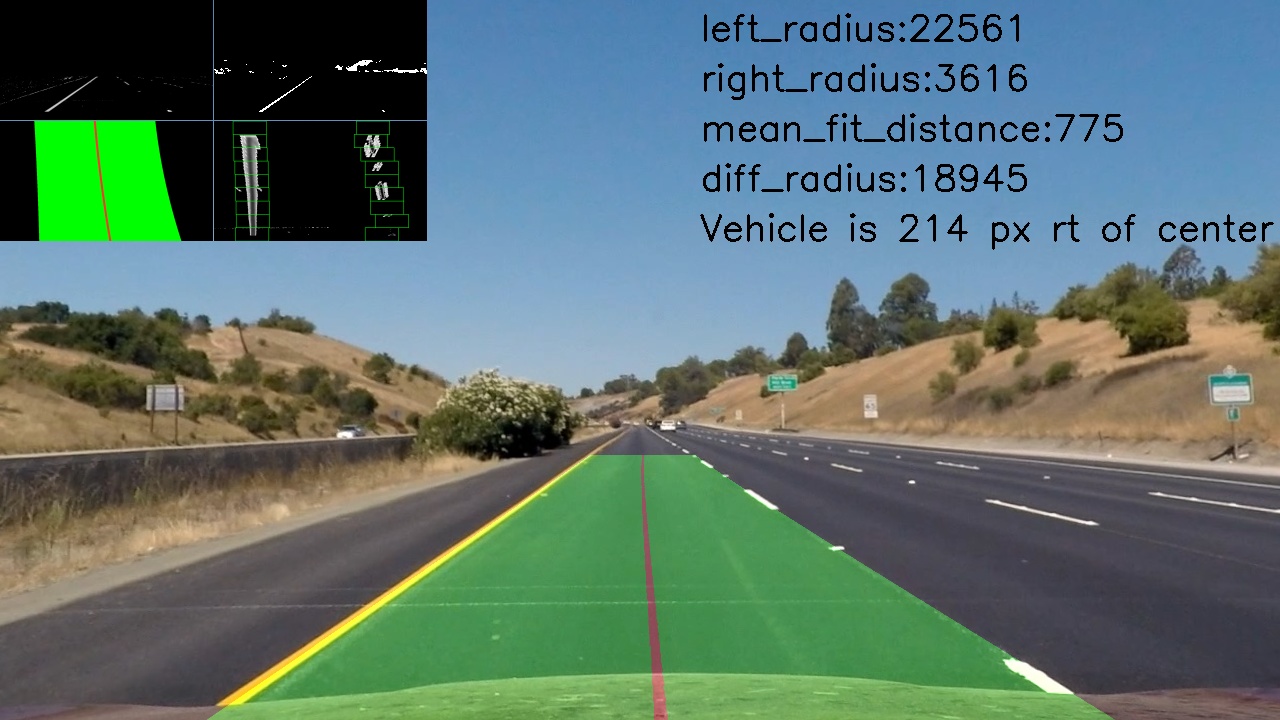 left_radius:22561
right_radius:3616
mean_fit_distance:775
diff_radius:18945
Vehicle is 214 px rt of center